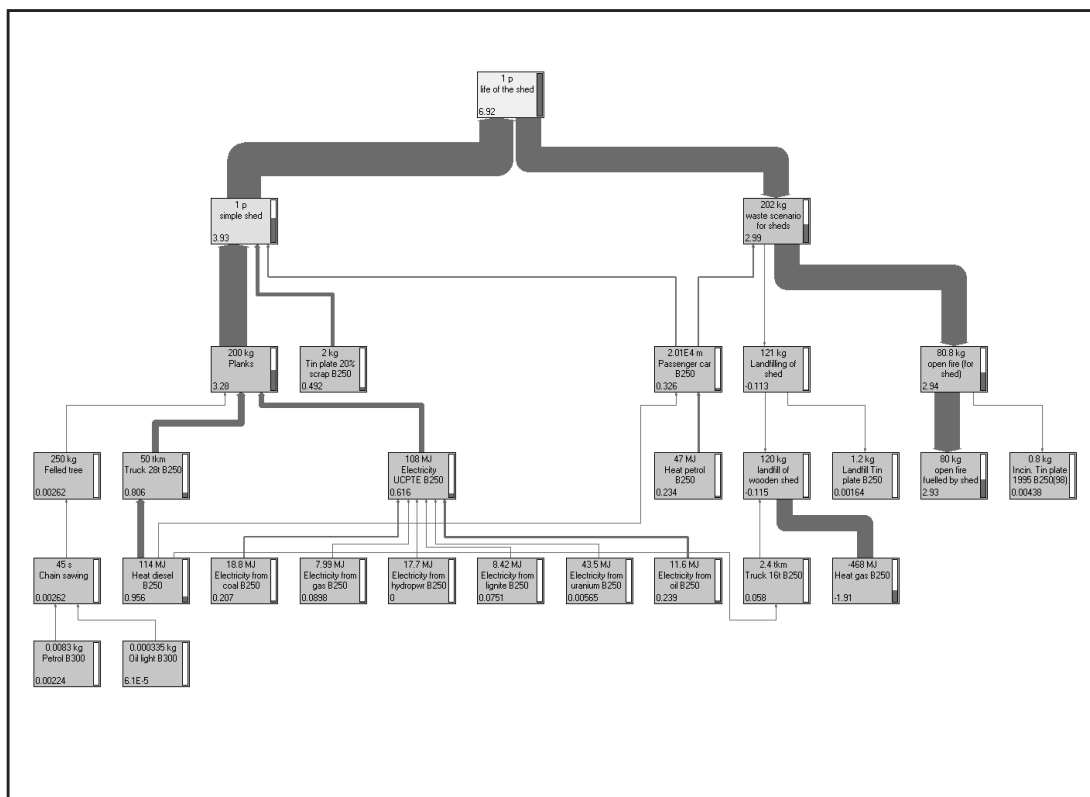 1 p
life of the shed
6.92
1 p
simple shed
3.93
202 kg
waste scenario
for sheds
2.99
200 kg
Planks
3.28
2 kg
Tin plate 20%
scrap B250
0.492
2.01E4 m
Passenger car
B250
0.326
121 kg
Landfilling of
shed
-0.113
80.8 kg
open fire (for
shed)
2.94
250 kg
Felled tree
0.00262
50 tkm
Truck 28t B250
0.806
108 MJ
Electricity
UCPTE B250
0.616
47 MJ
Heat petrol
B250
0.234
120 kg
landfill of
wooden shed
-0.115
1.2 kg
Landfill Tin
plate B250
0.00164
80 kg
open fire
fuelled by shed
2.93
0.8 kg
Incin. Tin plate
1995 B250(98)
0.00438
45 s
Chain sawing
0.00262
114 MJ
Heat diesel
B250
0.956
18.8 MJ
Electricity from
coal B250
0.207
7.99 MJ
Electricity from
gas B250
0.0898
17.7 MJ
Electricity from
hydropwr B250
0
8.42 MJ
Electricity from
lignite B250
0.0751
43.5 MJ
Electricity from
uranium B250
0.00565
11.6 MJ
Electricity from
oil B250
0.239
2.4 tkm
Truck 16t B250
0.058
-468 MJ
Heat gas B250
-1.91
0.0083 kg
Petrol B300
0.00224
0.000335 kg
Oil light B300
6.1E-5